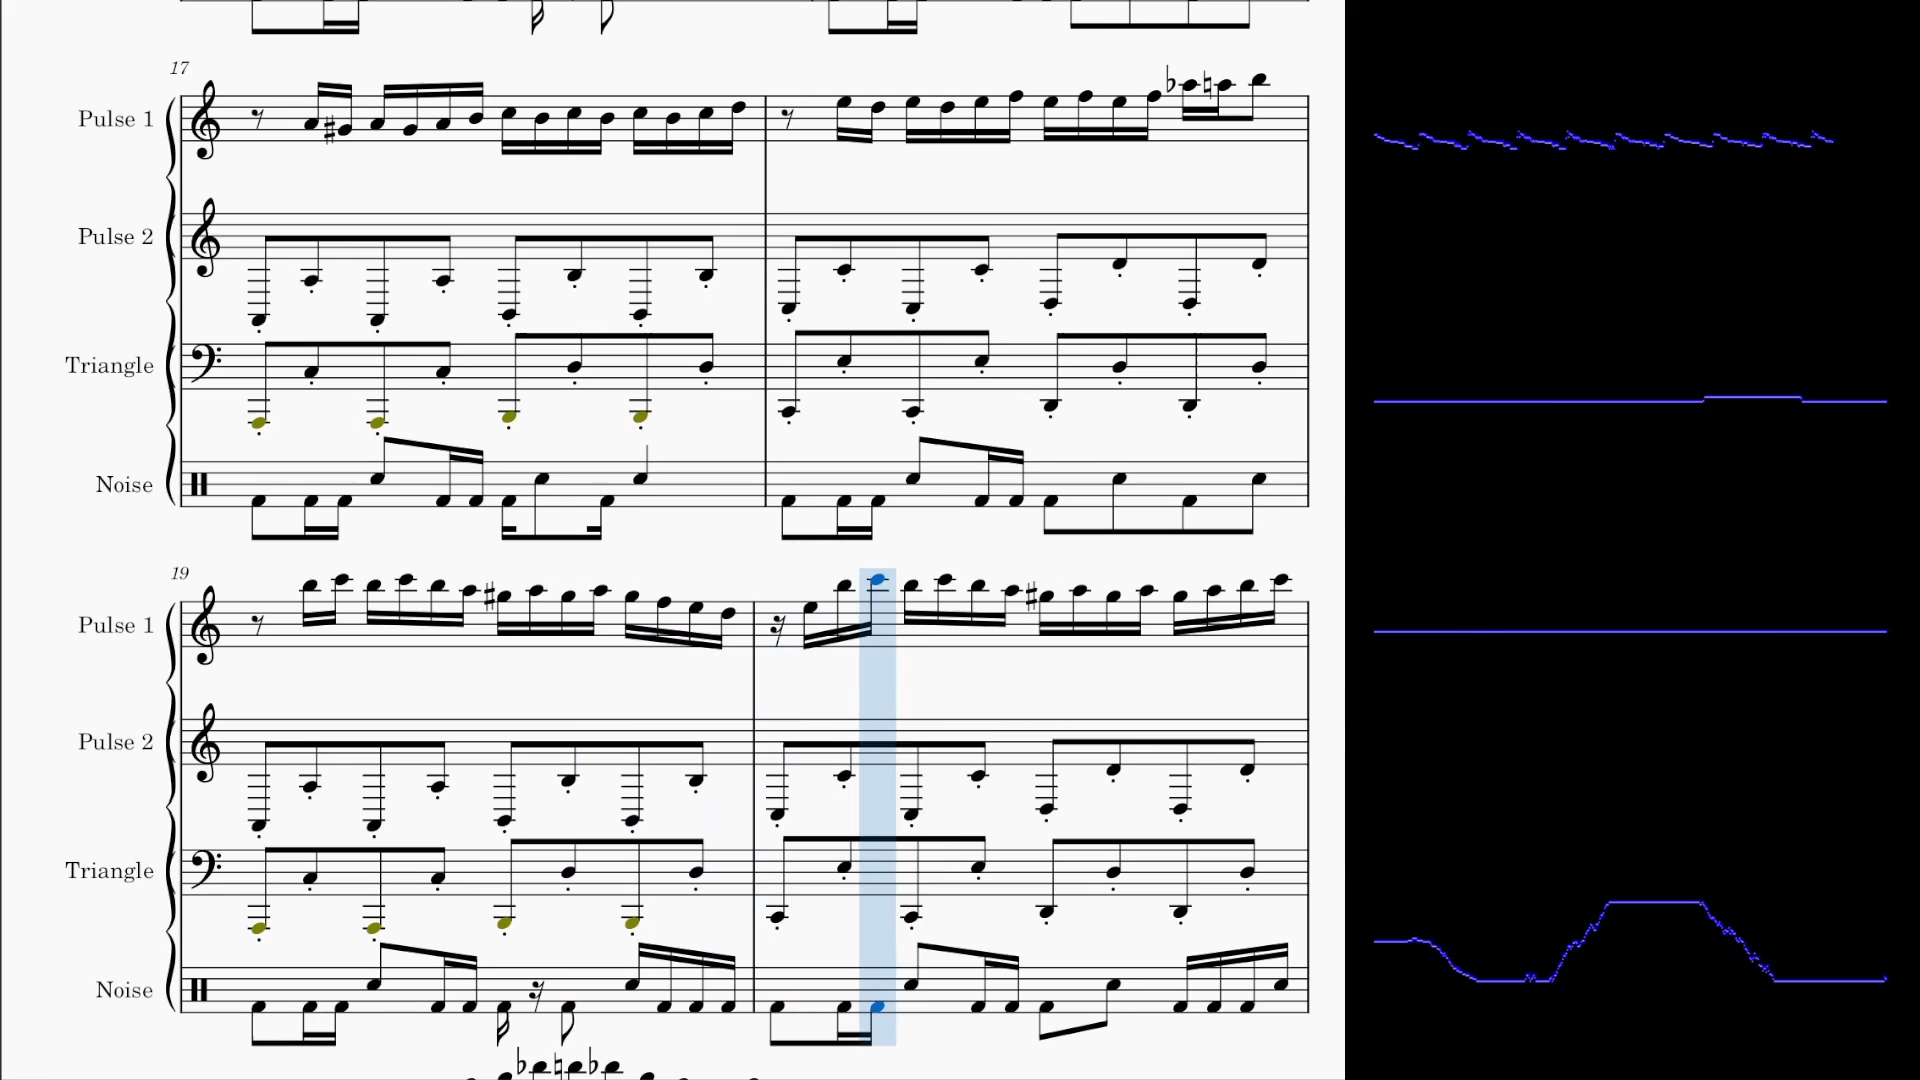 17
Pulse 1
Pulse 2
Triangle
Noise
19
Pulse 1
Pulse 2
Triangle
Noise